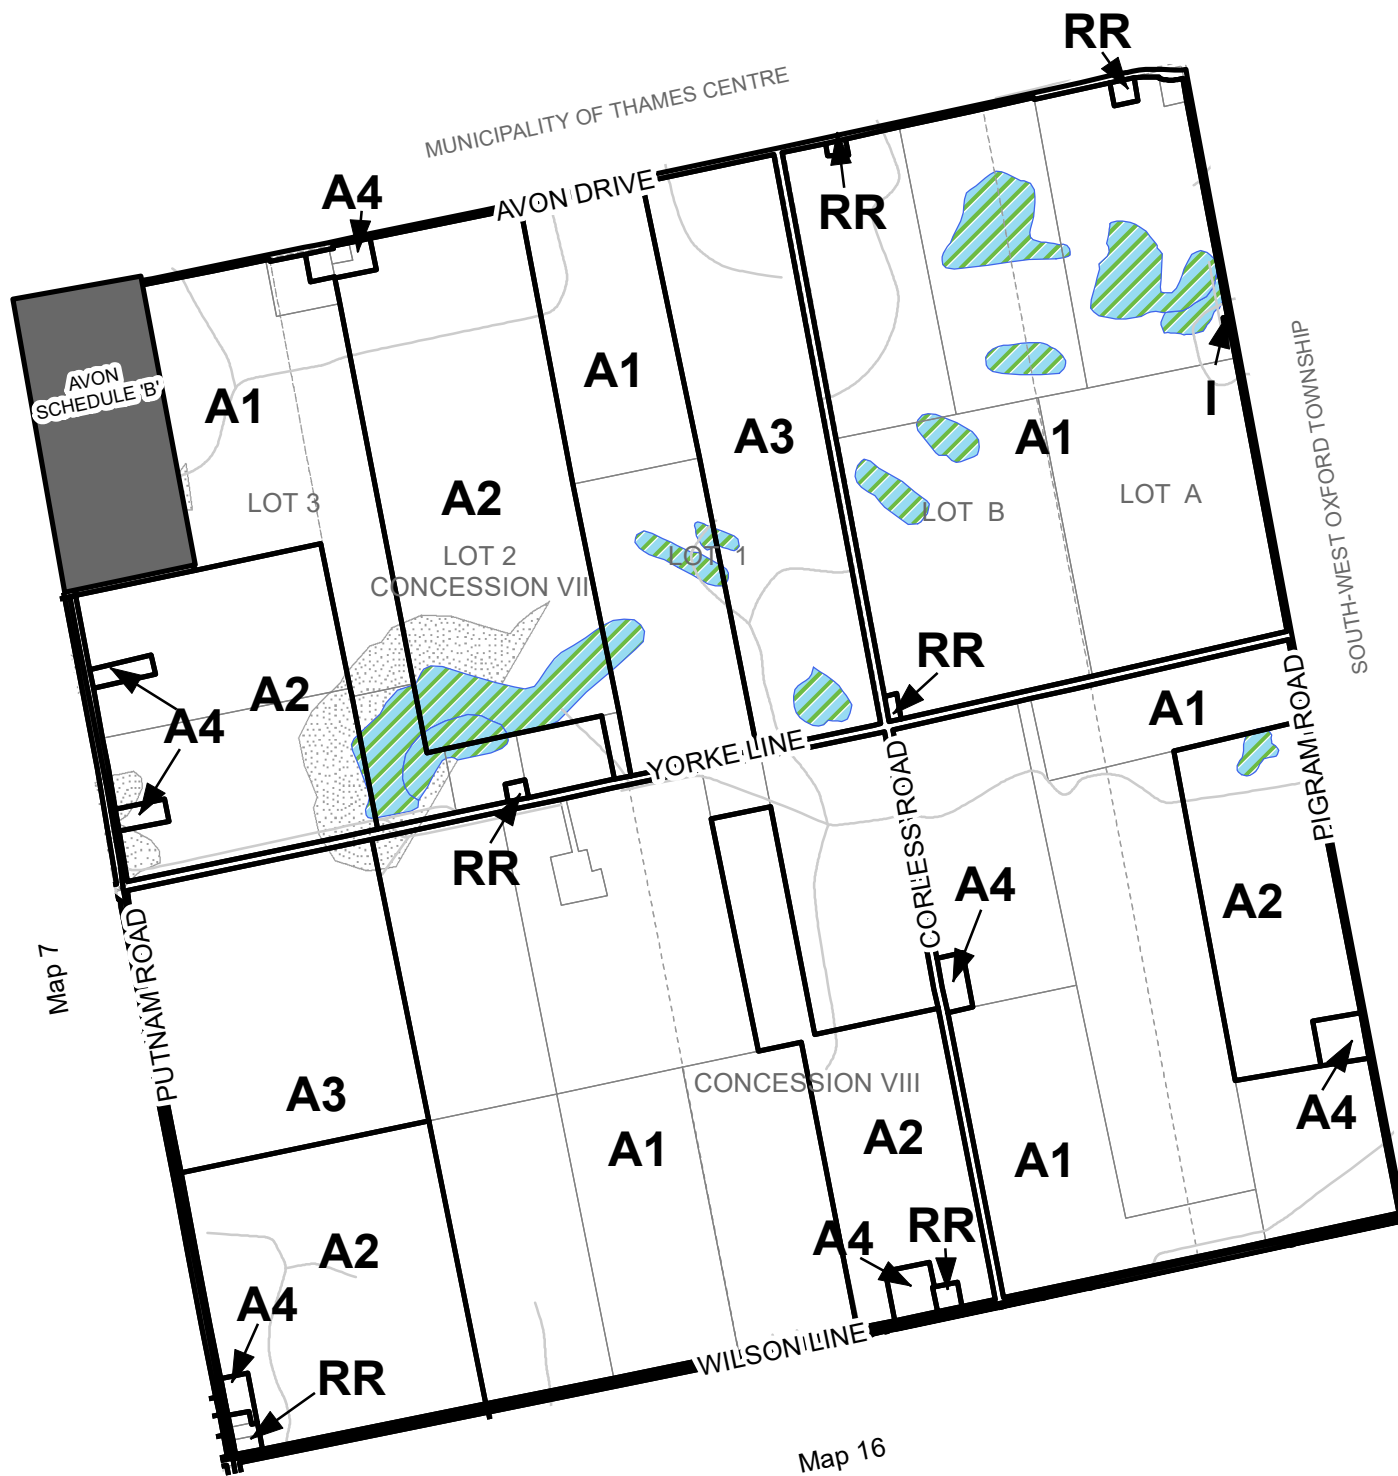 RR
MUNICIPALITY OF THAMES CENTRE
A4
AVON DRIVE
RR
AVON
SCHEDULE 'B'
A1
A1
A3
A1
I
SOUTH-WEST OXFORD TOWNSHIP
LOT 3
A2
LOT 2
CONCESSION VII
LOT 1
LOT B
LOT A
A2
A4
RR
A1
YORKE LINE
RR
CORLESS ROAD
PIGRAM ROAD
A4
A2
Map 7
PUTNAM ROAD
A3
CONCESSION VIII
A1
A2
A1
A4
A2
A4
RR
A4
RR
WILSON LINE
Map 16